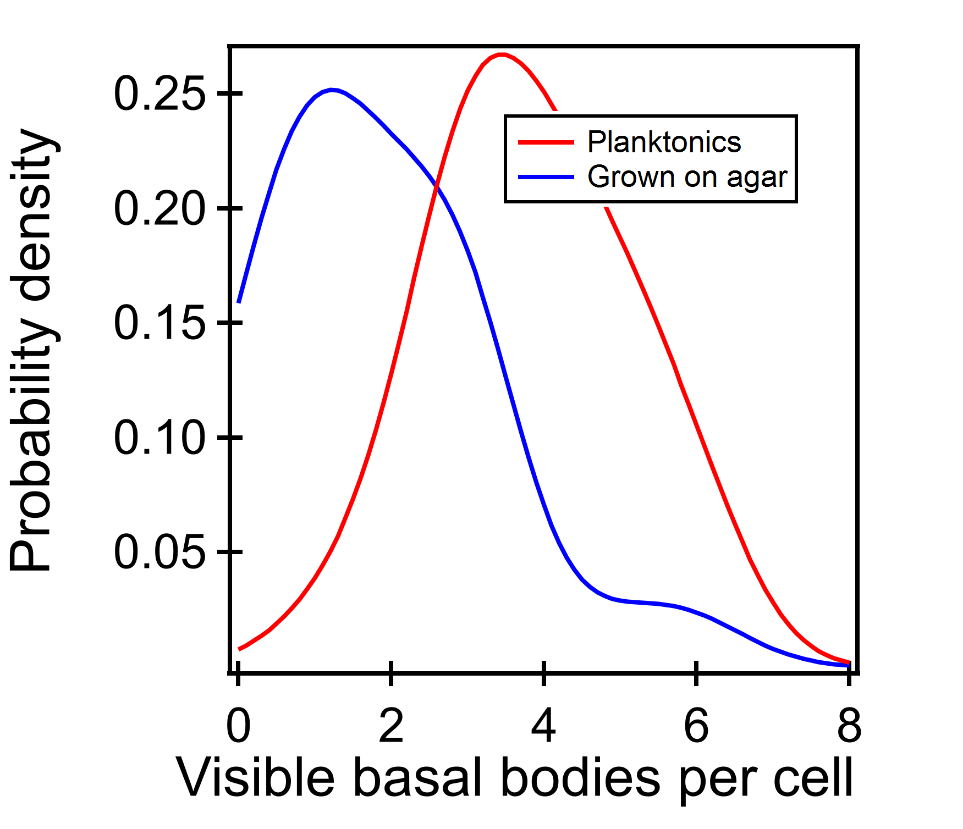 0.25
0.20
0.15
0.10
0.05
Probability density
Planktonics
Grown on agar
0 2 4 6 8
Visible basal bodies per cell